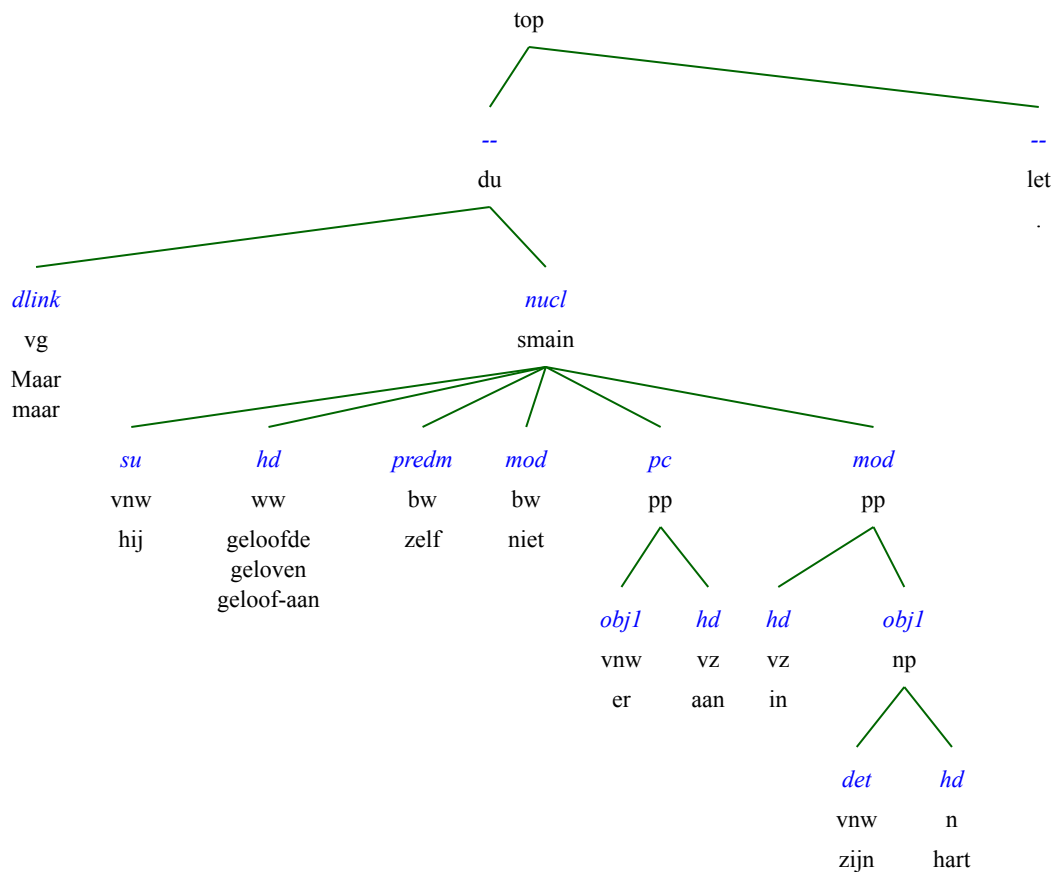 top
-- --
du let
.
dlink nucl
vg smain
Maar
maar
su hd predm mod pc mod
vnw ww bw bw pp pp
hij geloofde zelf niet
geloven
geloof-aan
obj1 hd hd obj1
vnw vz vz np
er aan in
det hd
vnw n
zijn hart